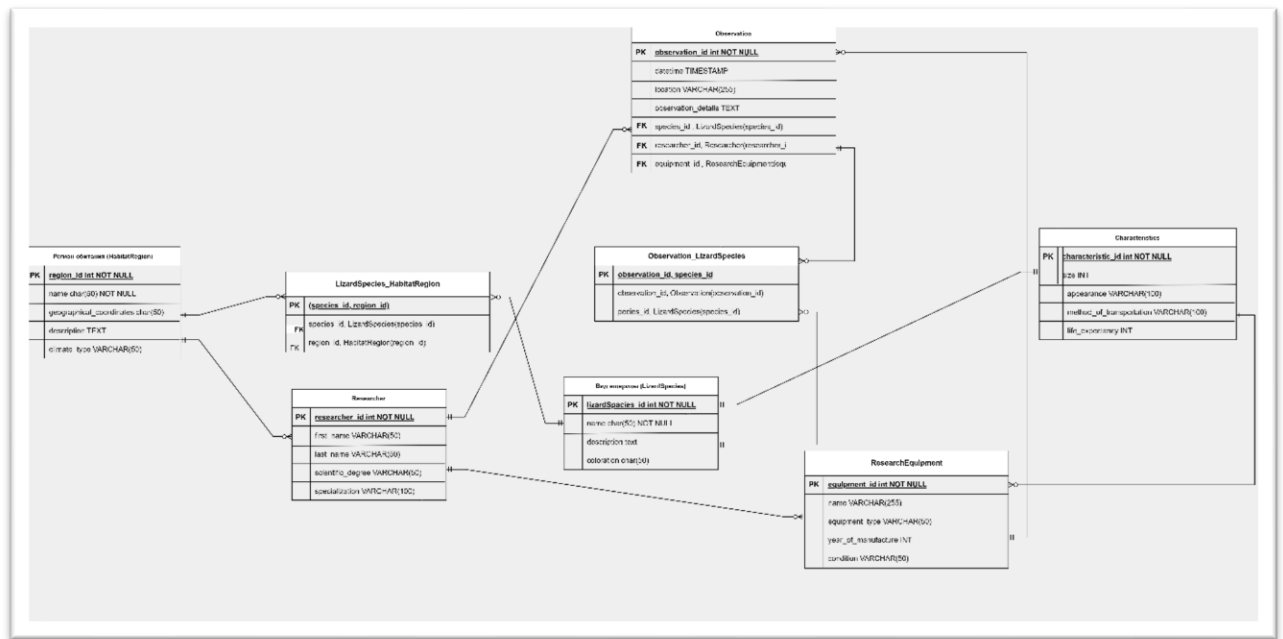 Observation
PK observation_id int NOT NULL
datetime TIMESTAMP
location VARCHAR(255)
observation_details TEXT
FK species_id , LizardSpecies(species_id)
FK researcher_id, Researcher(researcher_i
FK equipment_id , ResearchEquipment(equ
Регион обитания (HabitatRegion)
PK region_id int NOT NULL
name char(50) NOT NULL
geographical_coordinates char(50)
description TEXT
climate_type VARCHAR(50)
LizardSpecies_HabitatRegion
PK (species_id, region_id)
FK species_id, LizardSpecies(species_id)
FK region_id, HabitatRegion(region_id)
Observation_LizardSpecies
PK observation_id, species_id
observation_id, Observation(observation_id)
pecies_id, LizardSpecies(species_id)
Characteristics
PK characteristic_id int NOT NULL
size INT
appearance VARCHAR(100)
method_of_transportation VARCHAR(100)
life_expectancy INT
Researcher
PK researcher_id int NOT NULL
first_name VARCHAR(50)
last_name VARCHAR(50)
scientific_degree VARCHAR(50)
specialization VARCHAR(100)
Вид ящерицы (LizardSpecies)
PK lizardSpacies_id int NOT NULL
name char(50) NOT NULL
description text
coloration char(50)
ResearchEquipment
PK equipment_id int NOT NULL
name VARCHAR(255)
equipment_type VARCHAR(50)
year_of_manufacture INT
condition VARCHAR(50)